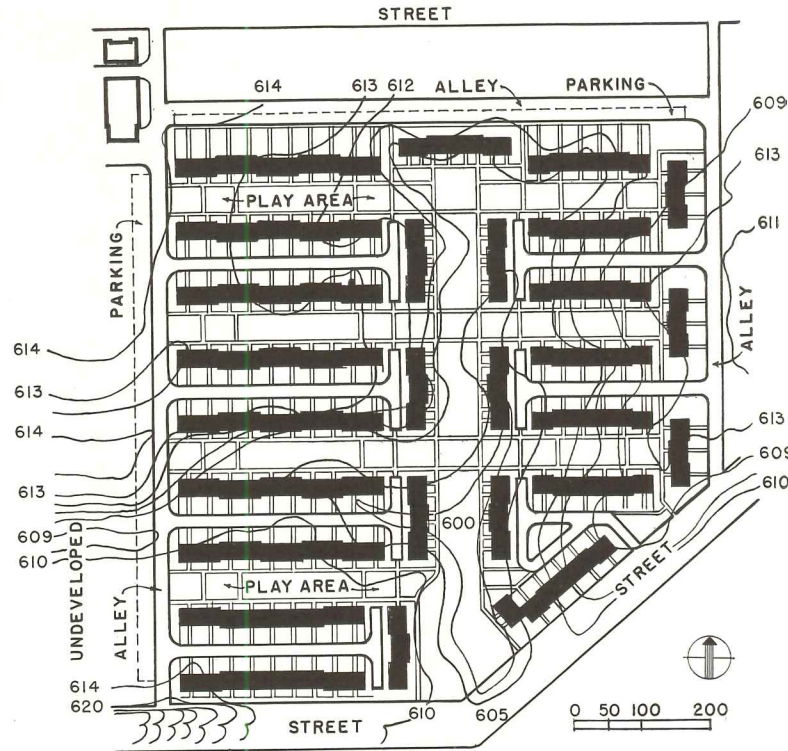 STREET
614
613
612
ALLEY
PARKING
609
613
611
PLAY AREA
PARKING
ALLEY
614
613
614
613
613
609
610
609
610
600
STREET
UNDEVELOPED
ALLEY
PLAY AREA
614
620
610
605
STREET
0 50 100 200